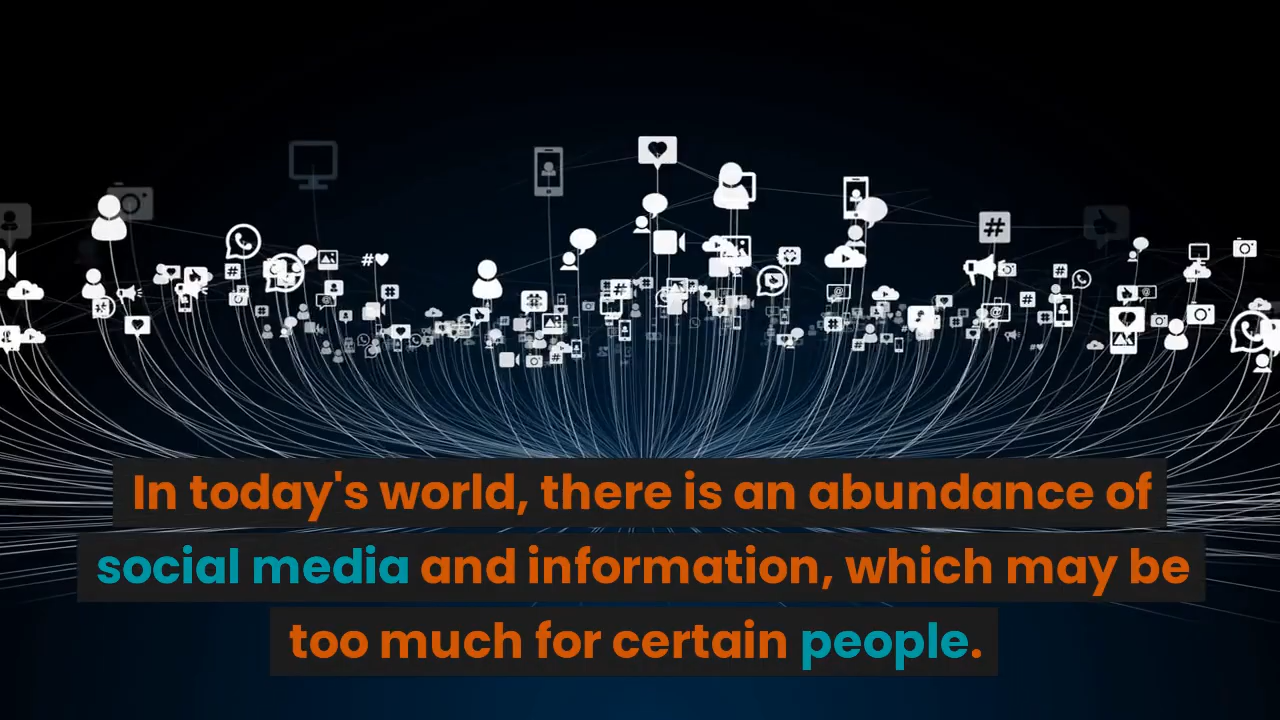 In today's world, there is an abundance of
social media and information, which may be
too much for certain people.